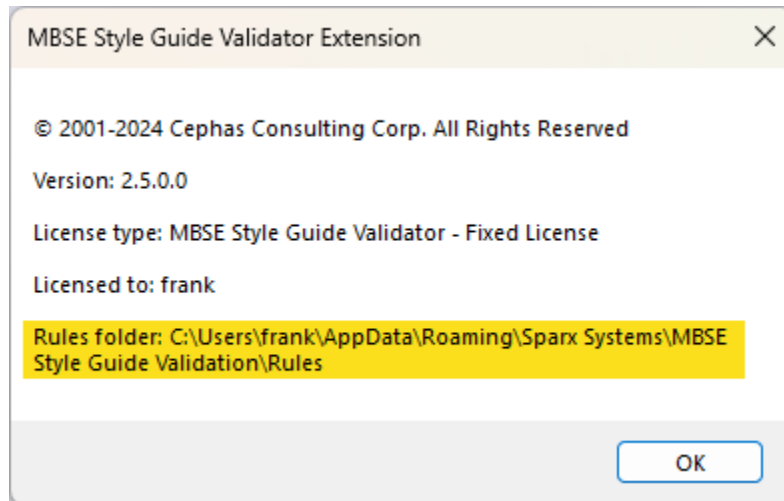 MBSE Style Guide Validator Extension
© 2001-2024 Cephas Consulting Corp. All Rights Reserved
Version: 2.5.0.0
License type: MBSE Style Guide Validator - Fixed License
Licensed to: frank
Rules folder: C:\Users\frank\AppData\Roaming\Sparx Systems\MBSE
Style Guide Validation\Rules
OK